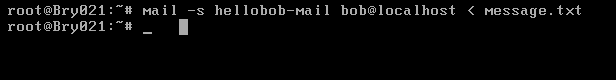 root@Bry021:~# mail -s hellobob-mail bob@localhost < message.txt
root@Bry021:~# _